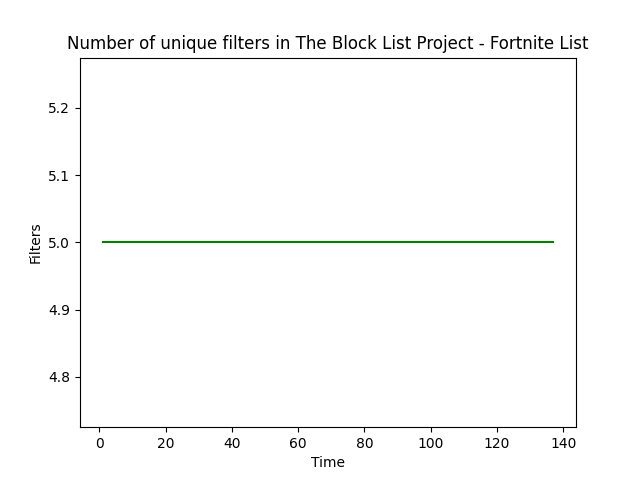 Number of unique filters in The Block List Project - Fortnite List
5.2
5.1
5.0
4.9
4.8
Filters
0 20 40 60 80 100 120 140
Time